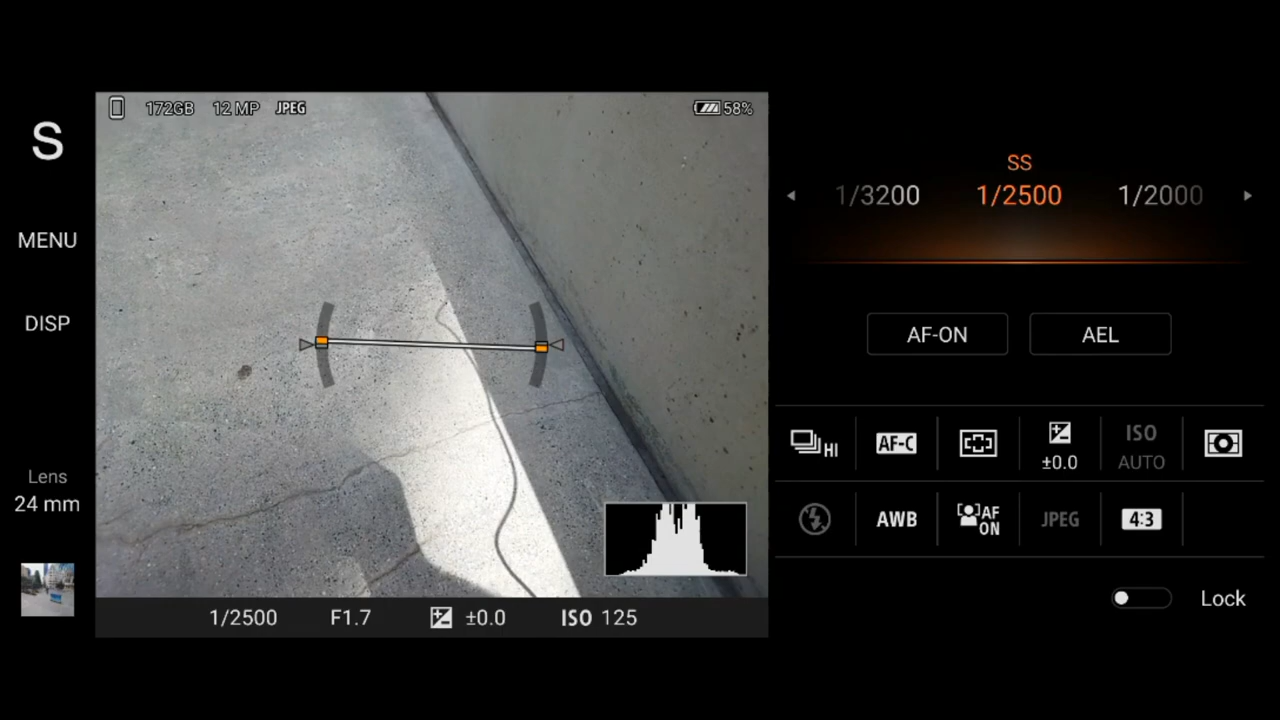 172GB 12 MP JPEG 58%
S
MENU
DISP
Lens
24 mm
SS
1/3200 1/2500 1/2000
AF-ON AEL
HI AF-C ±0.0 ISO AUTO
AWB AF ON JPEG 4:3
Lock
1/2500 F1.7 ±0.0 ISO 125